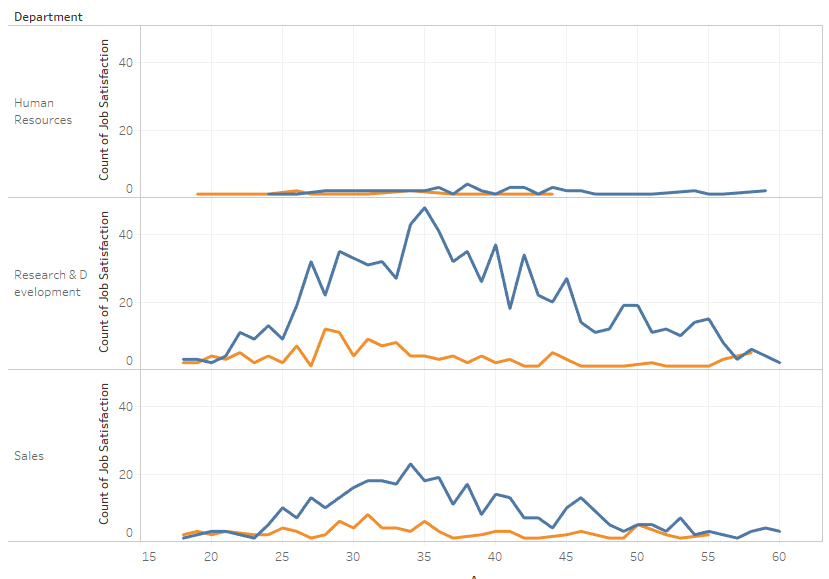 Department
Human
Resources
Count of Job Satisfaction
40
20
0
Research & D
evelopment
Count of Job Satisfaction
40
20
0
Sales
Count of Job Satisfaction
40
20
0
15 20 25 30 35 40 45 50 55 60